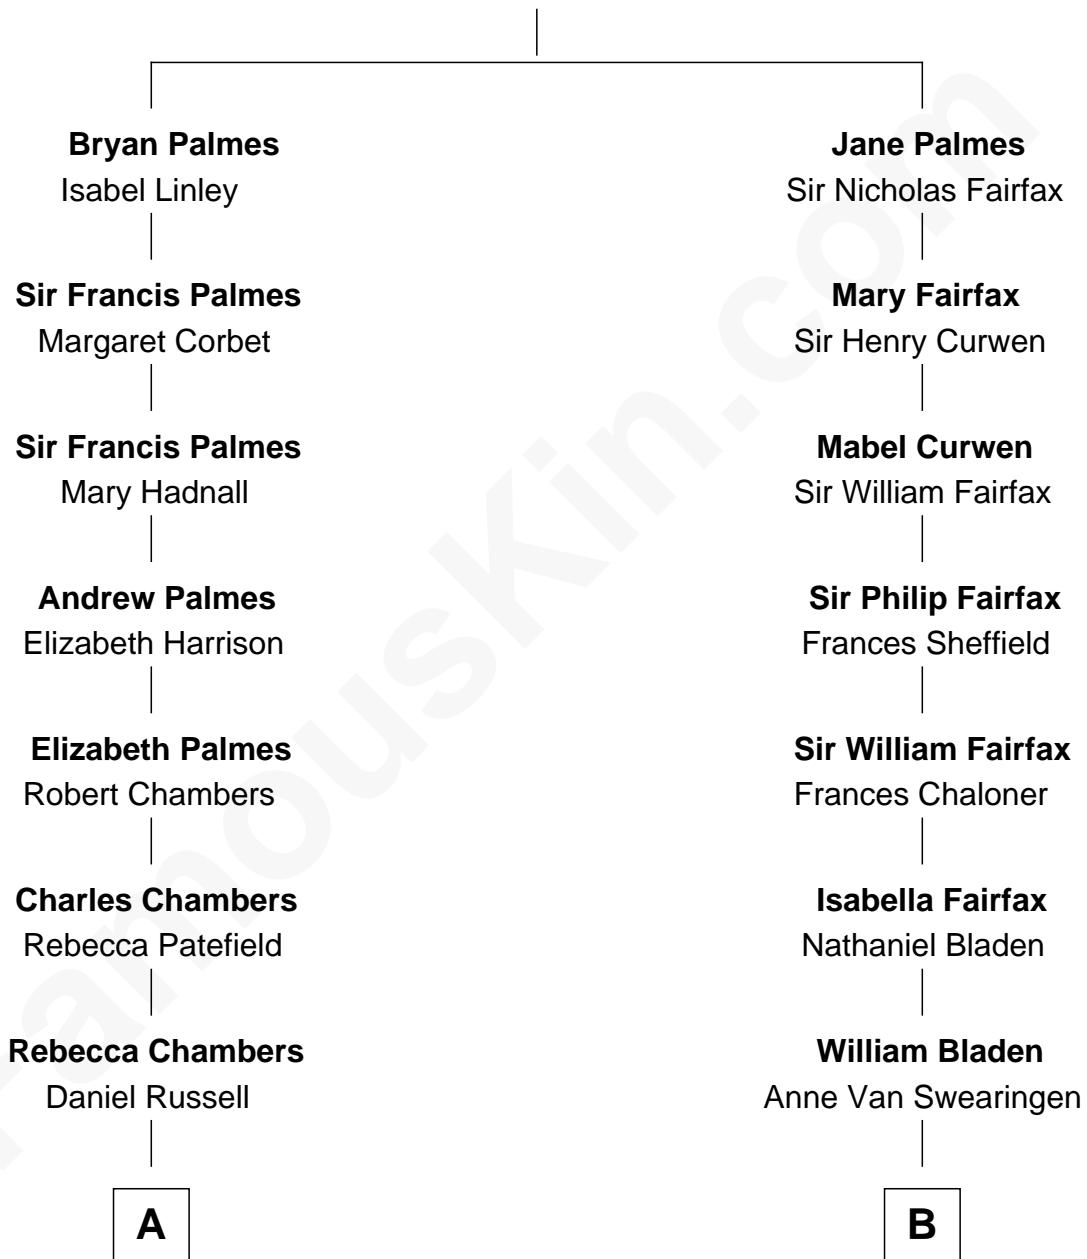 Bryan Palmes
Isabel Linley
Sir Francis Palmes
Margaret Corbet
Sir Francis Palmes
Mary Hadnall
Andrew Palmes
Elizabeth Harrison
Elizabeth Palmes
Robert Chambers
Charles Chambers
Rebecca Patefield
Rebecca Chambers
Daniel Russell
A
Jane Palmes
Sir Nicholas Fairfax
Mary Fairfax
Sir Henry Curwen
Mabel Curwen
Sir William Fairfax
Sir Philip Fairfax
Frances Sheffield
Sir William Fairfax
Frances Chaloner
Isabella Fairfax
Nathaniel Bladen
William Bladen
Anne Van Swearingen
B
FamousKin.com